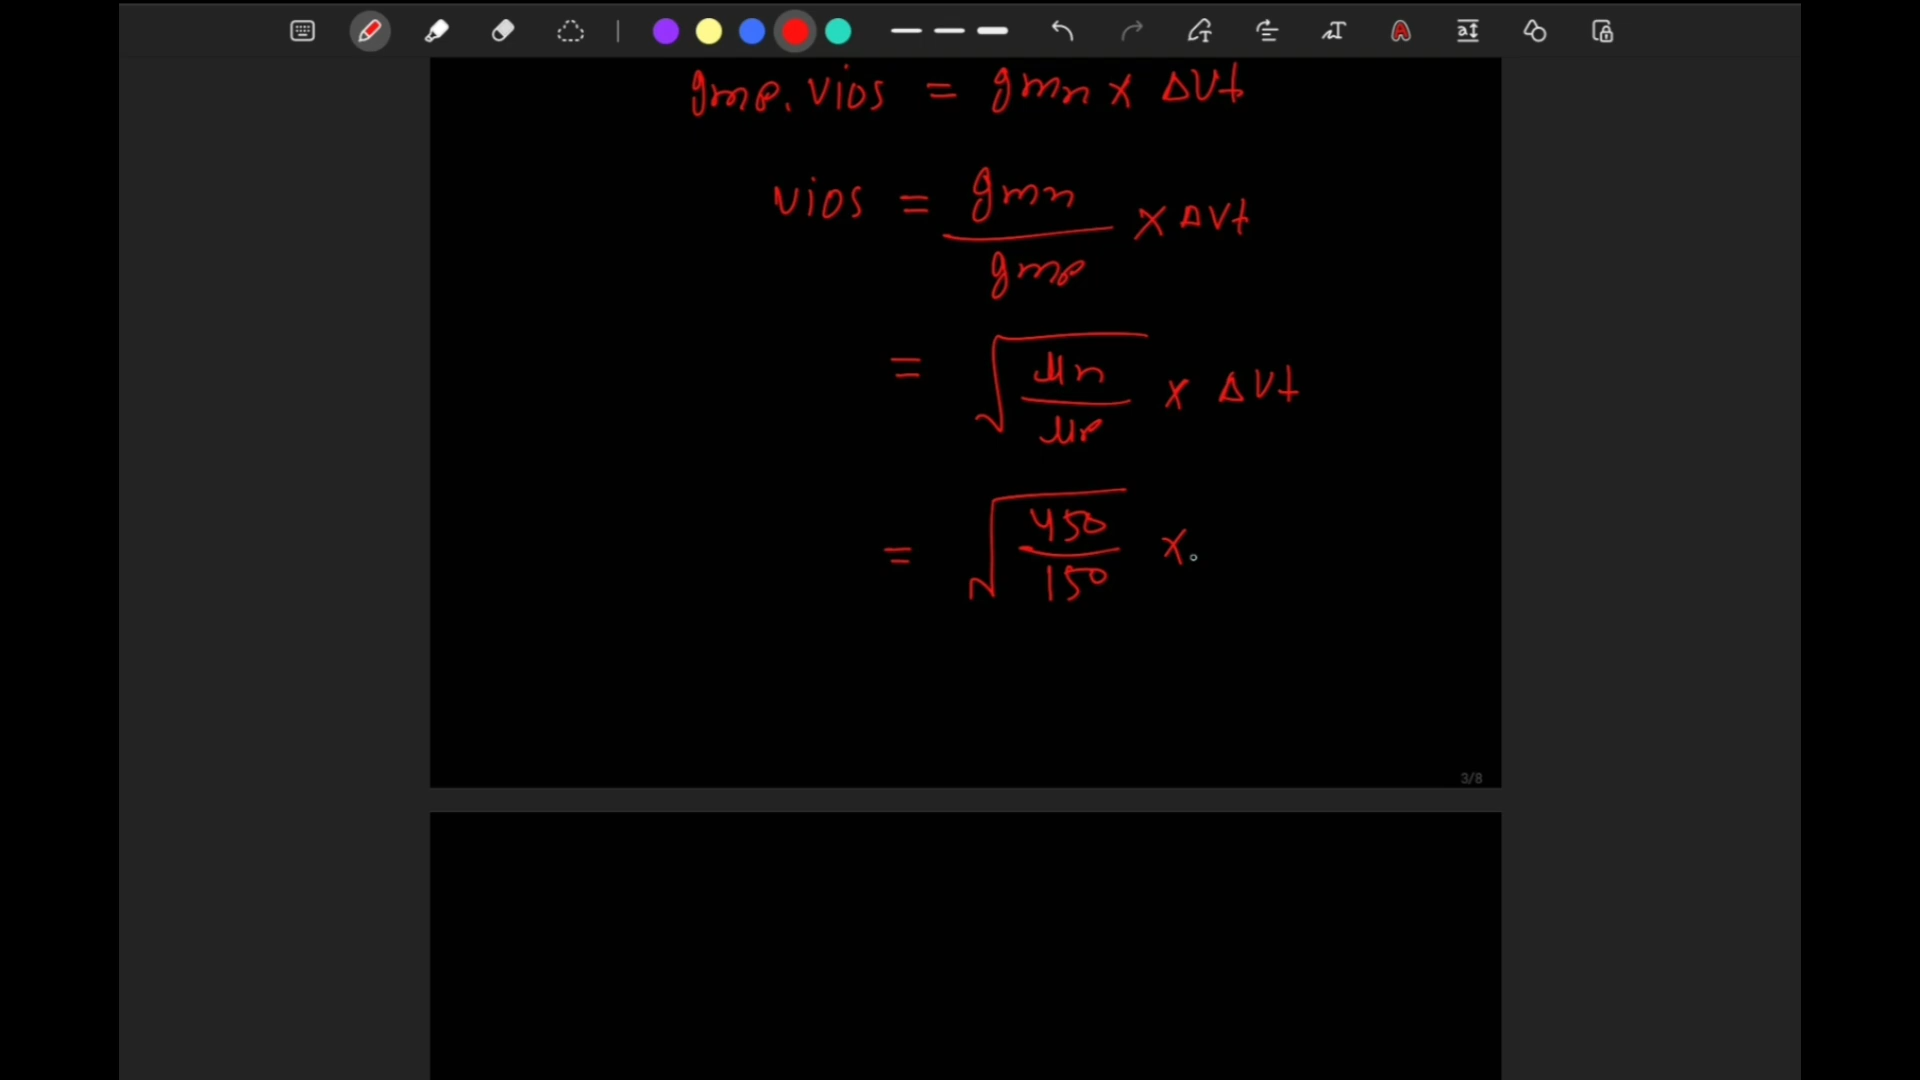 gmp. Vios = gmn x ΔVt
Vios = gmn / gmp x ΔVt
= √(μn / μp) x ΔVt
= √(450 / 150) x
3/8